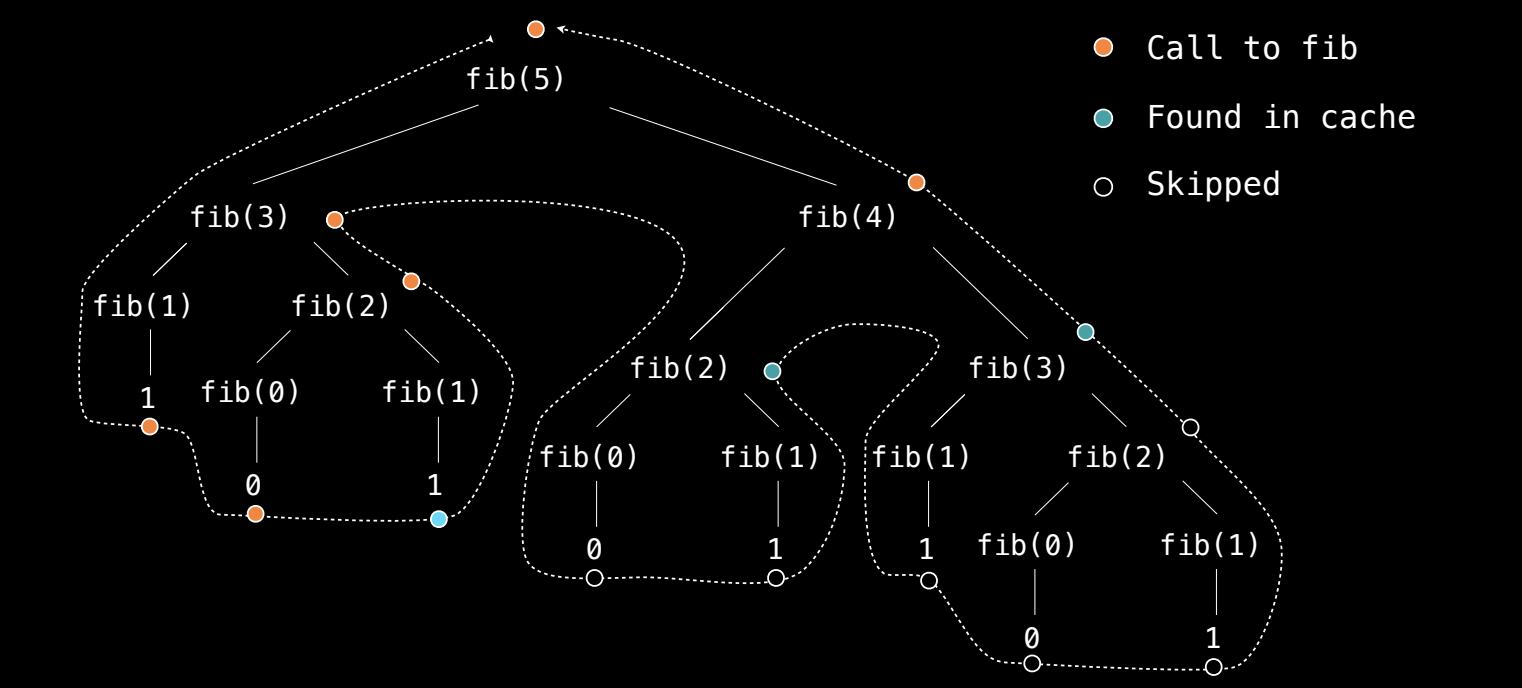 Call to fib
fib(5)
Found in cache
Skipped
fib(3)
fib(4)
fib(1)
fib(2)
fib(2)
fib(3)
1
fib(0)
fib(1)
fib(0)
fib(1)
fib(1)
fib(2)
0
1
0
1
1
fib(0)
fib(1)
0
1